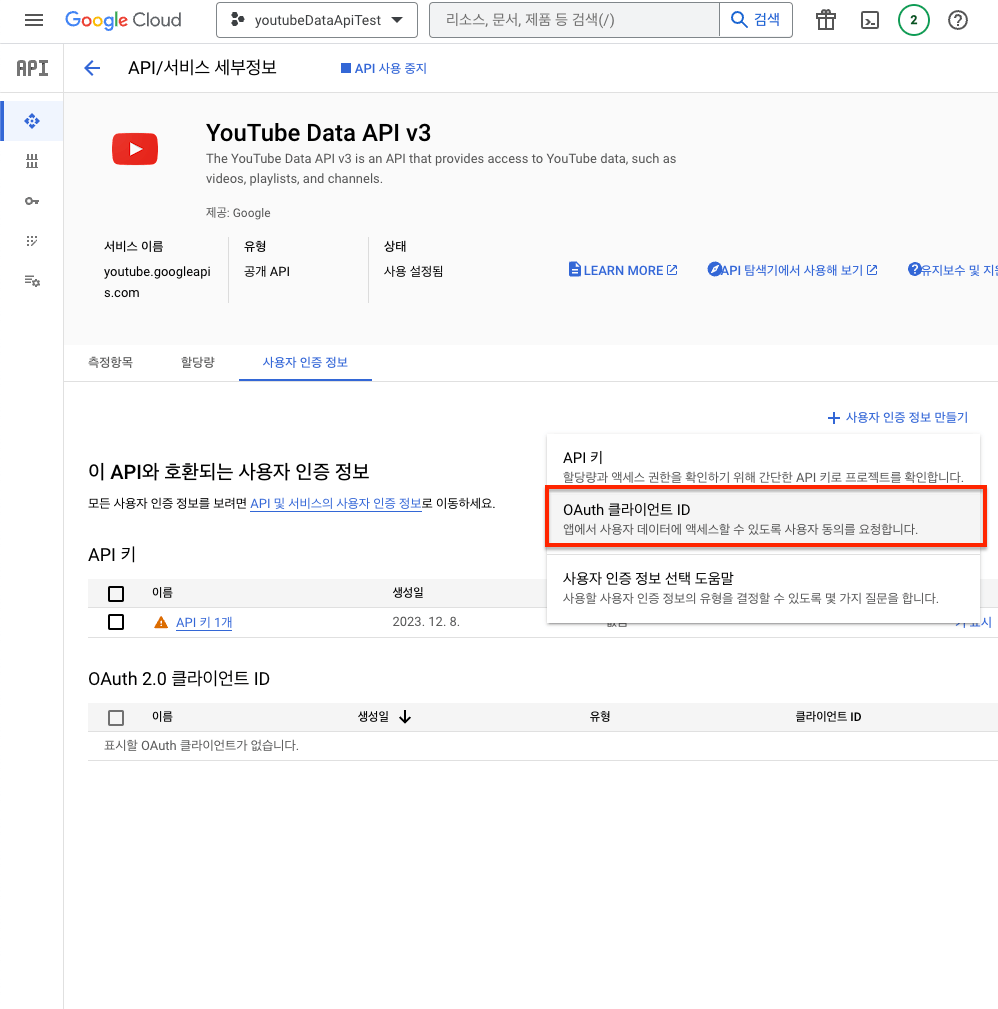 Google Cloud
youtubeDataApiTest
리소스, 문서, 제품 등 검색(/)
검색
2
API
API/서비스 세부정보
API 사용 중지
YouTube Data API v3
The YouTube Data API v3 is an API that provides access to YouTube data, such as
videos, playlists, and channels.
제공: Google
서비스 이름
youtube.googleapi
s.com
유형
공개 API
상태
사용 설정됨
LEARN MORE
API 탐색기에서 사용해 보기
유지보수 및 지원
측정항목
할당량
사용자 인증 정보
사용자 인증 정보 만들기
API 키
할당량과 액세스 권한을 확인하기 위해 간단한 API 키로 프로젝트를 확인합니다.
OAuth 클라이언트 ID
앱에서 사용자 데이터에 액세스할 수 있도록 사용자 동의를 요청합니다.
사용자 인증 정보 선택 도움말
사용할 사용자 인증 정보의 유형을 결정할 수 있도록 몇 가지 질문을 합니다.
이 API와 호환되는 사용자 인증 정보
모든 사용자 인증 정보를 보려면 API 및 서비스의 사용자 인증 정보로 이동하세요.
API 키
이름
생성일
API 키 1개
2023. 12. 8.
OAuth 2.0 클라이언트 ID
이름
생성일
유형
클라이언트 ID
표시할 OAuth 클라이언트가 없습니다.